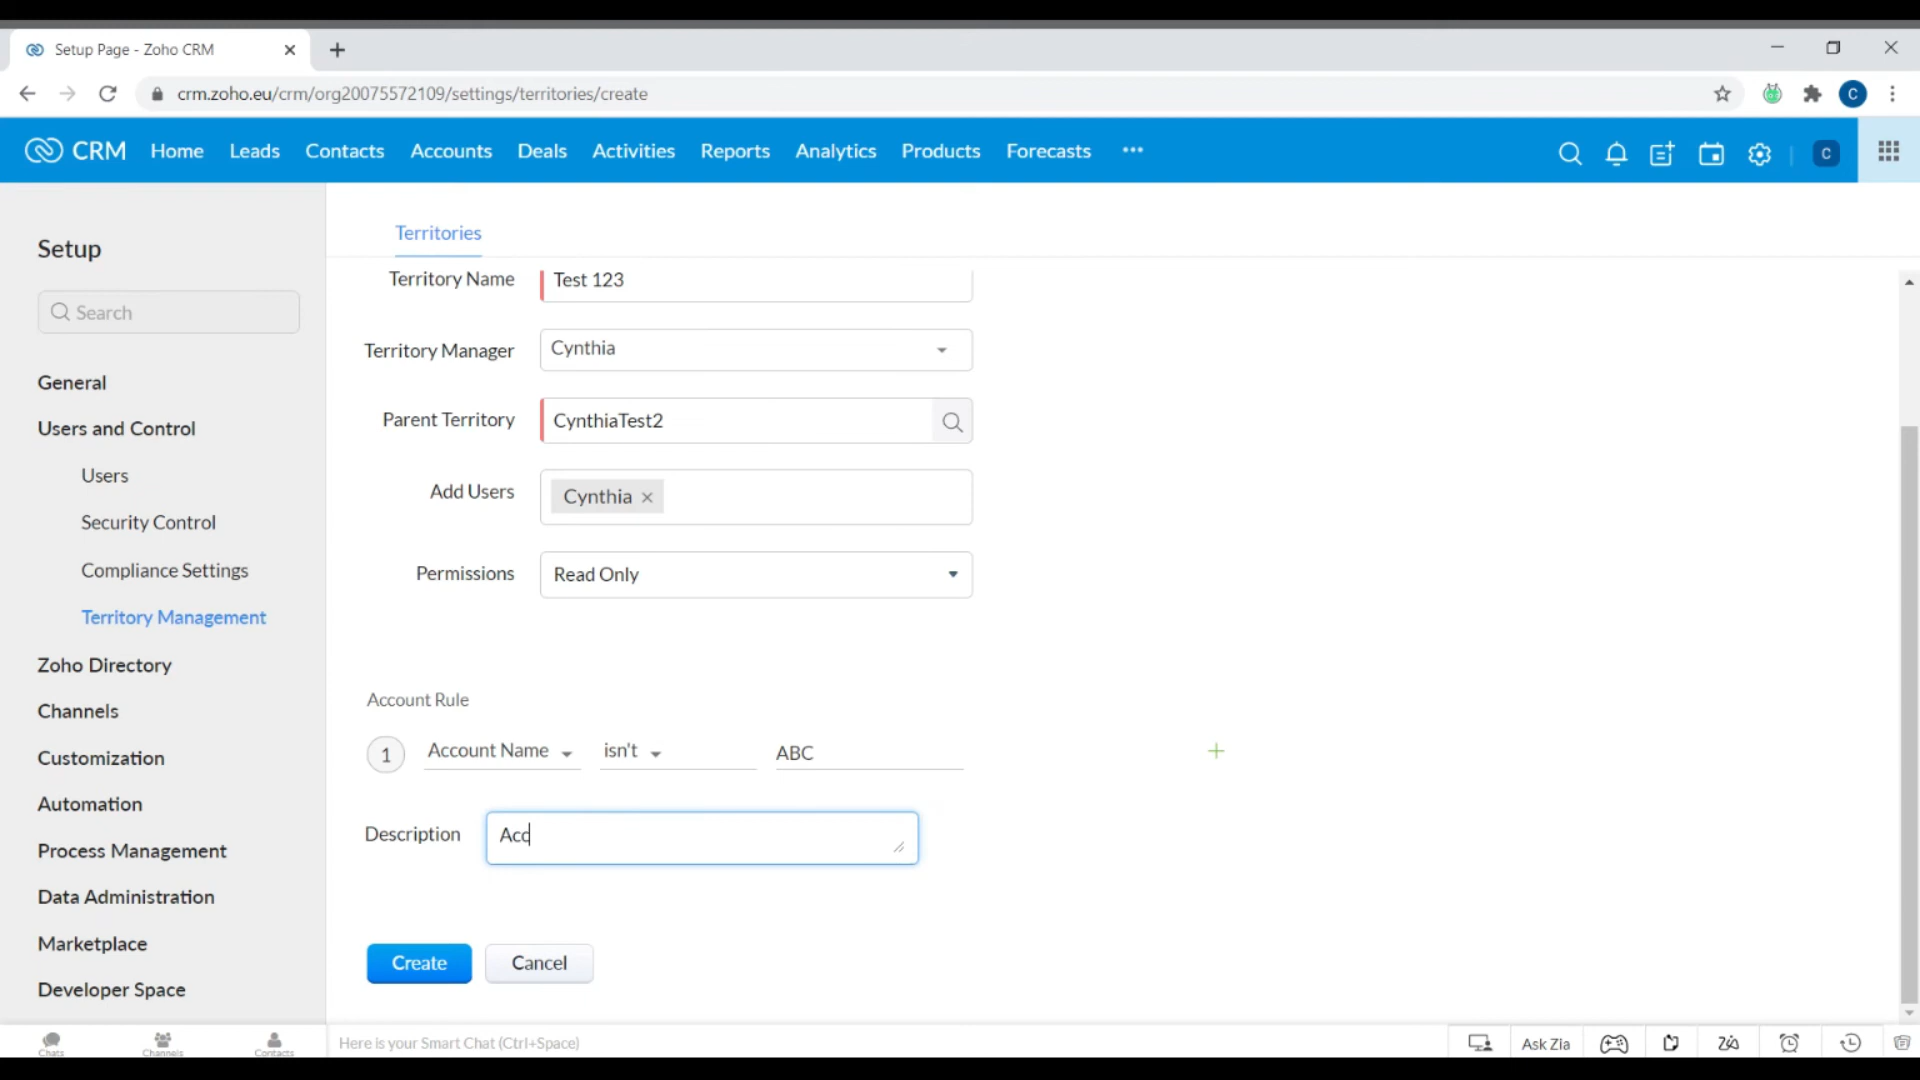 Setup Page - Zoho CRM
crm.zoho.eu/crm/org20075572109/settings/territories/create
C
CRM Home Leads Contacts Accounts Deals Activities Reports Analytics Products Forecasts
C
Setup
Search
General
Users and Control
Users
Security Control
Compliance Settings
Territory Management
Zoho Directory
Channels
Customization
Automation
Process Management
Data Administration
Marketplace
Developer Space
Territories
Territory Name Test 123
Territory Manager Cynthia
Parent Territory CynthiaTest2
Add Users Cynthia
Permissions Read Only
Account Rule
1 Account Name isn't ABC
Description Acc
Create Cancel
Chats Channels Contacts
Here is your Smart Chat (Ctrl+Space)
Ask Zia